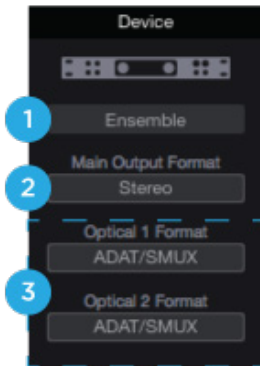 Device
1
Ensemble
Main Output Format
2
Stereo
Optical 1 Format
ADAT/SMUX
3
Optical 2 Format
ADAT/SMUX